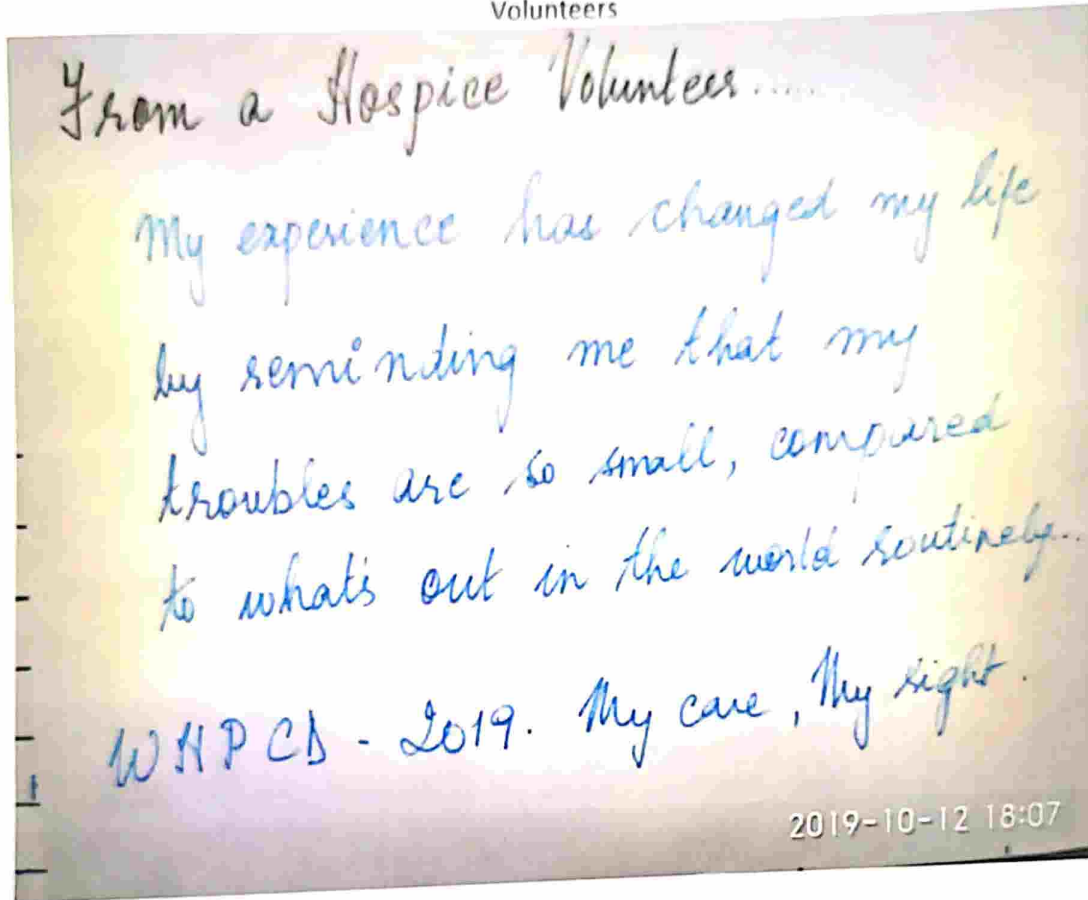 Volunteers
From a Hospice Volunteer.....
My experience has changed my life
by reminding me that my
troubles are so small, compared
to what's out in the world routinely..
WHPCD - 2019. My care, My right.
2019-10-12 18:07